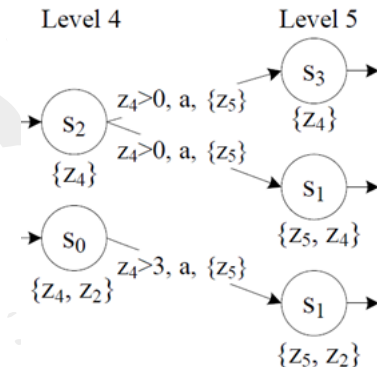 Level 4 Level 5
s3
z4>0, a, {z5}
s2
{z4}
z4>0, a, {z5}
{z4}
s1
{z5, z4}
s0
z4>3, a, {z5}
{z4, z2}
s1
{z5, z2}